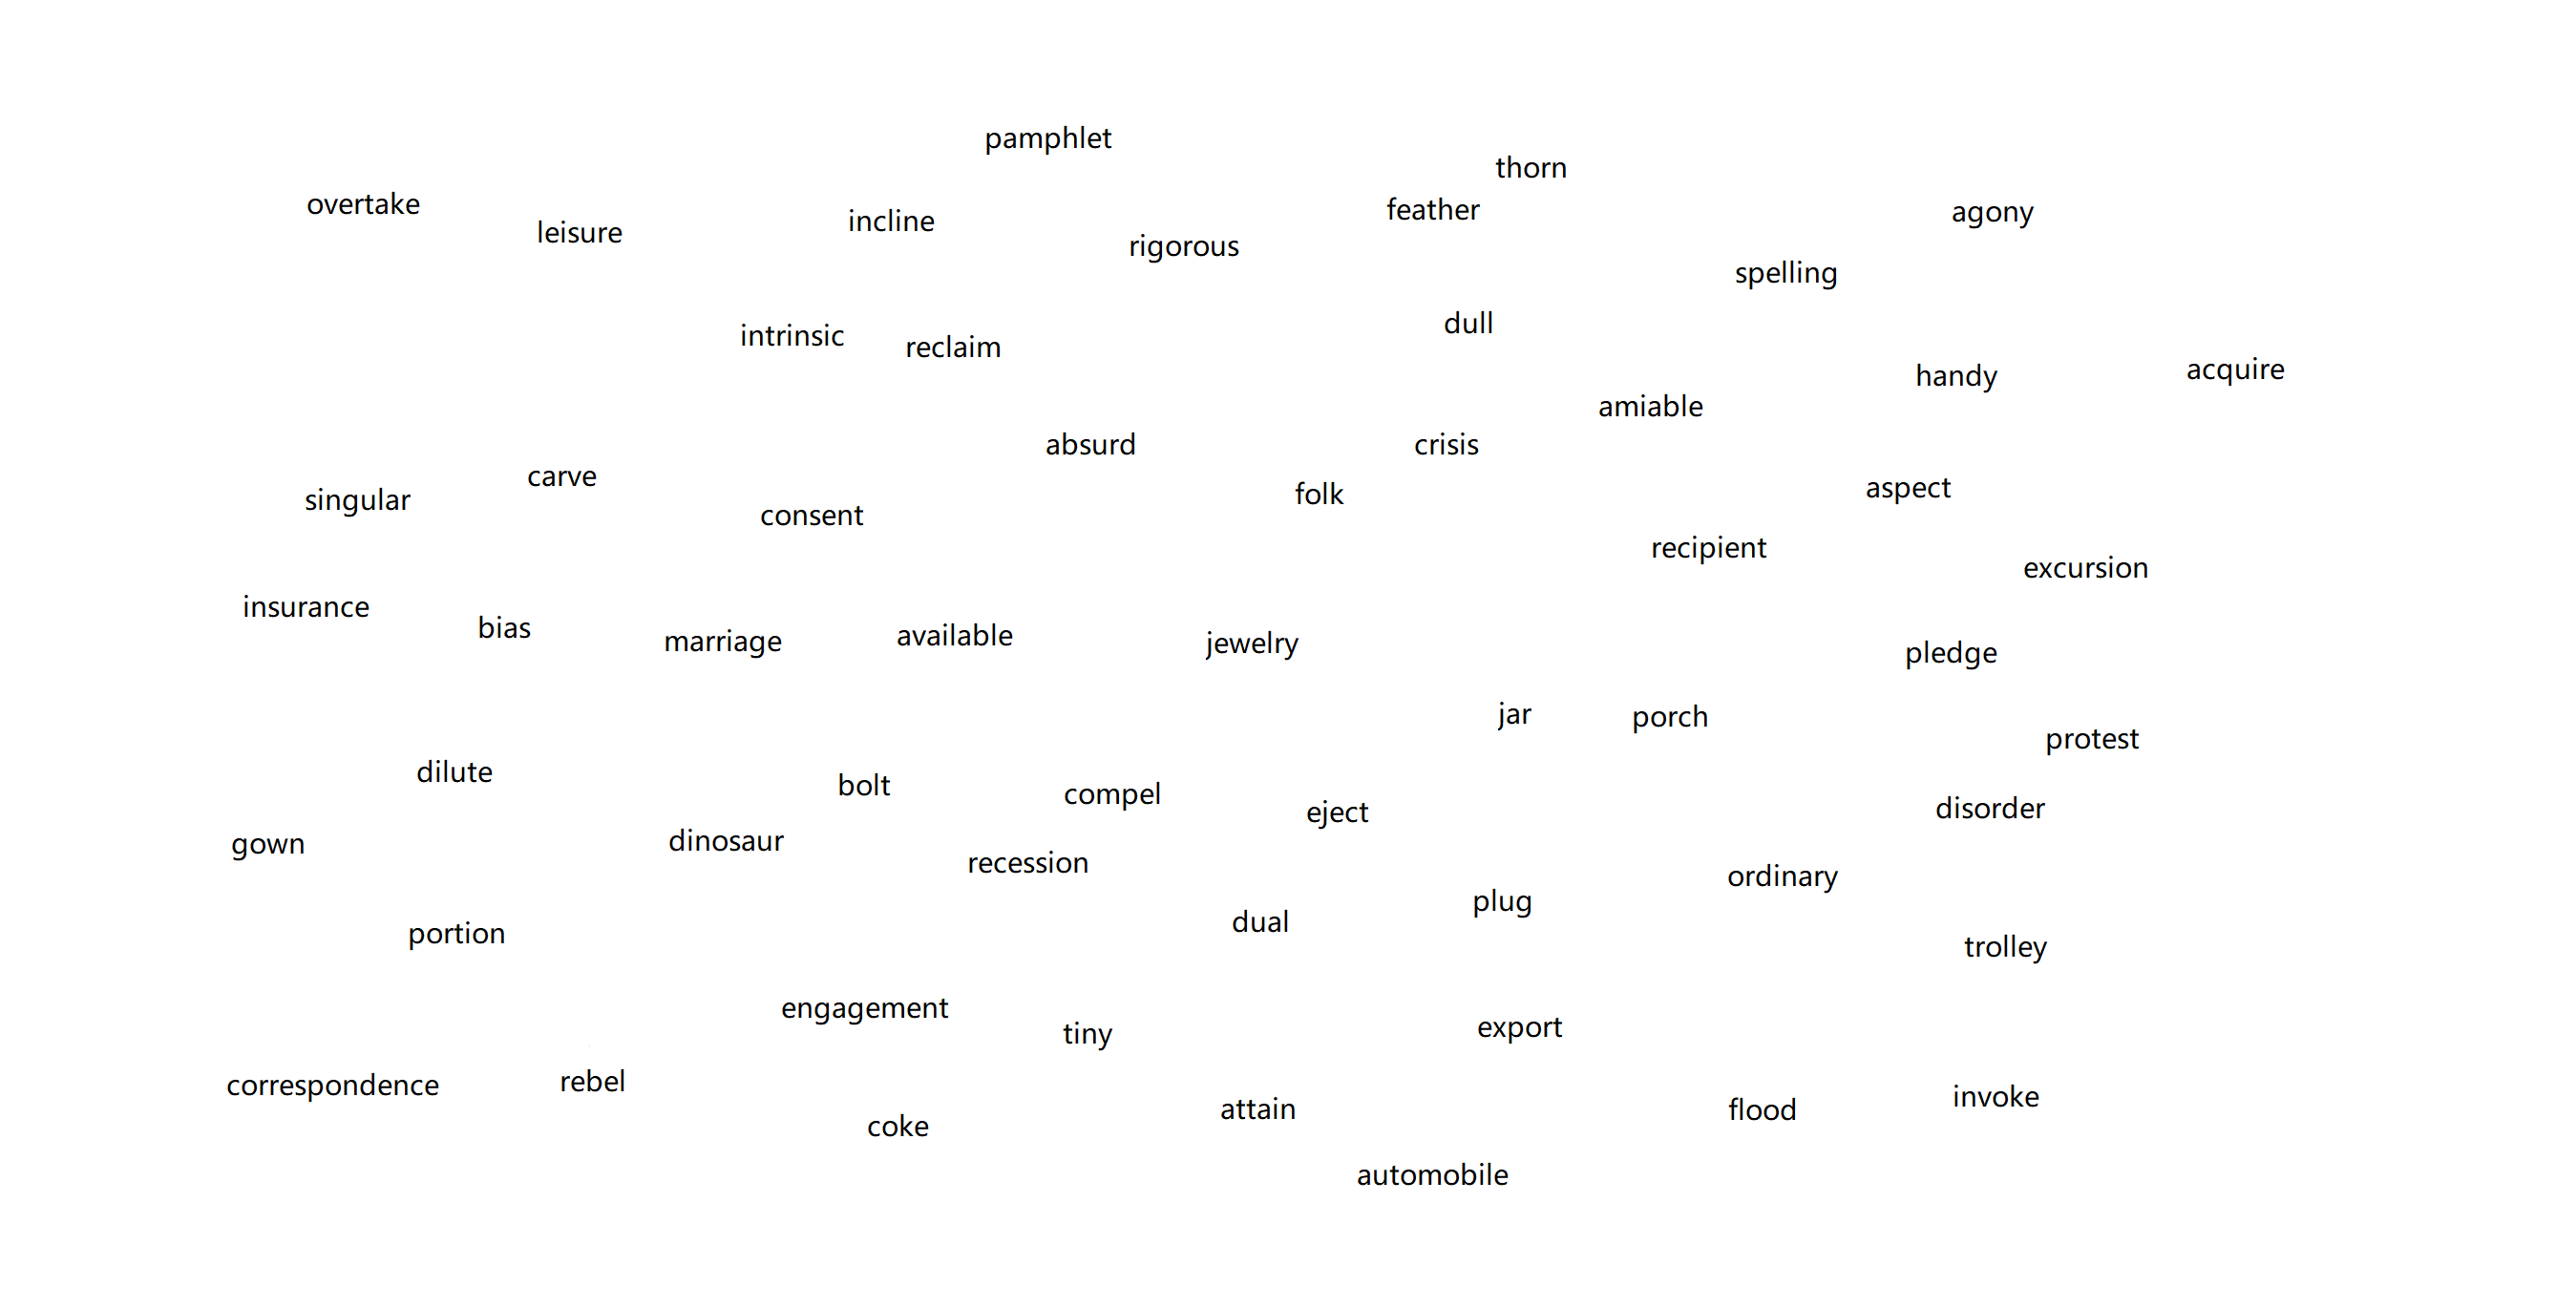 pamphlet
thorn
overtake
leisure
incline
feather
agony
rigorous
spelling
intrinsic
reclaim
dull
handy
acquire
amiable
absurd
crisis
carve
singular
consent
folk
aspect
recipient
excursion
insurance
bias
marriage
available
jewelry
pledge
jar
porch
protest
dilute
bolt
compel
eject
disorder
gown
dinosaur
recession
ordinary
plug
dual
portion
trolley
engagement
tiny
export
correspondence
rebel
coke
attain
flood
invoke
automobile